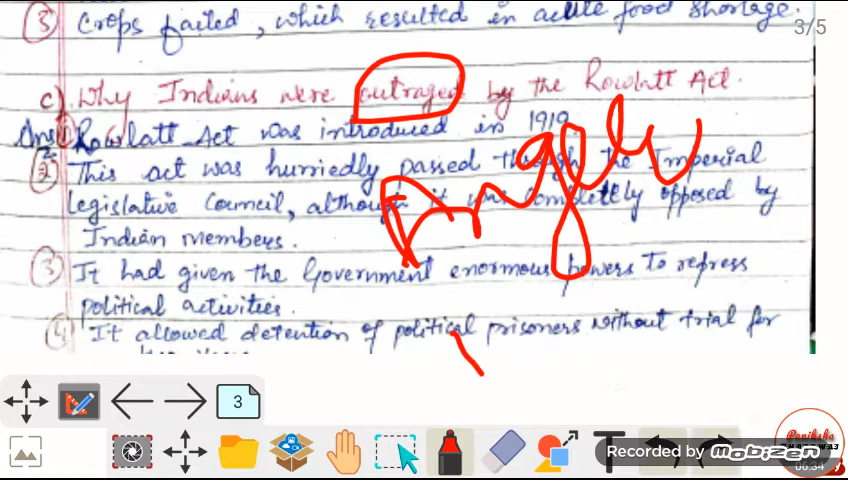 ③ Crops failed, which resulted in acute food shortage.
3/5
c) Why Indians were outraged by the Rowlatt Act.
Ans ① Rowlatt Act was introduced in 1919.
② This act was hurriedly passed through the Imperial
Legislative Council, although it was completely opposed by
Indian members.
③ It had given the Government enormous powers to repress
political activities.
④ It allowed detention of political prisoners without trial for
Anger
3
T
Paniksha
Recorded by mobizen